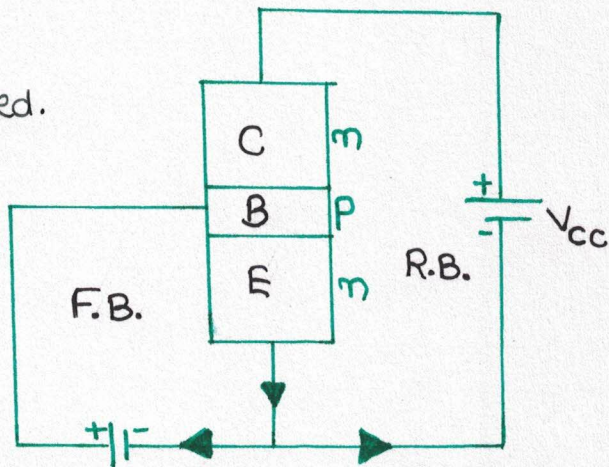 ed.
C n
B P
E n
F.B.
R.B.
+
-
Vcc
+ -